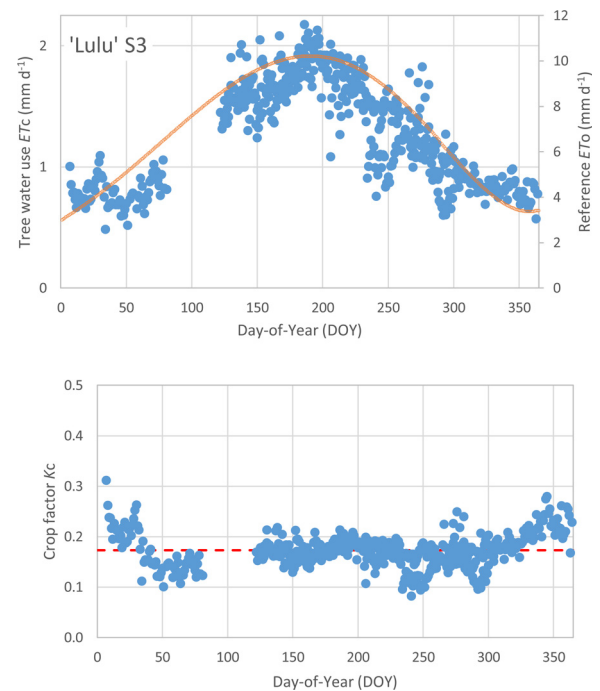 'Lulu' S3
Tree water use ETc (mm d⁻¹)
2
1
0
Reference ETo (mm d⁻¹)
12
10
8
6
4
2
0
0 50 100 150 200 250 300 350
Day-of-Year (DOY)
Crop factor Kc
0.5
0.4
0.3
0.2
0.1
0.0
0 50 100 150 200 250 300 350
Day-of-Year (DOY)